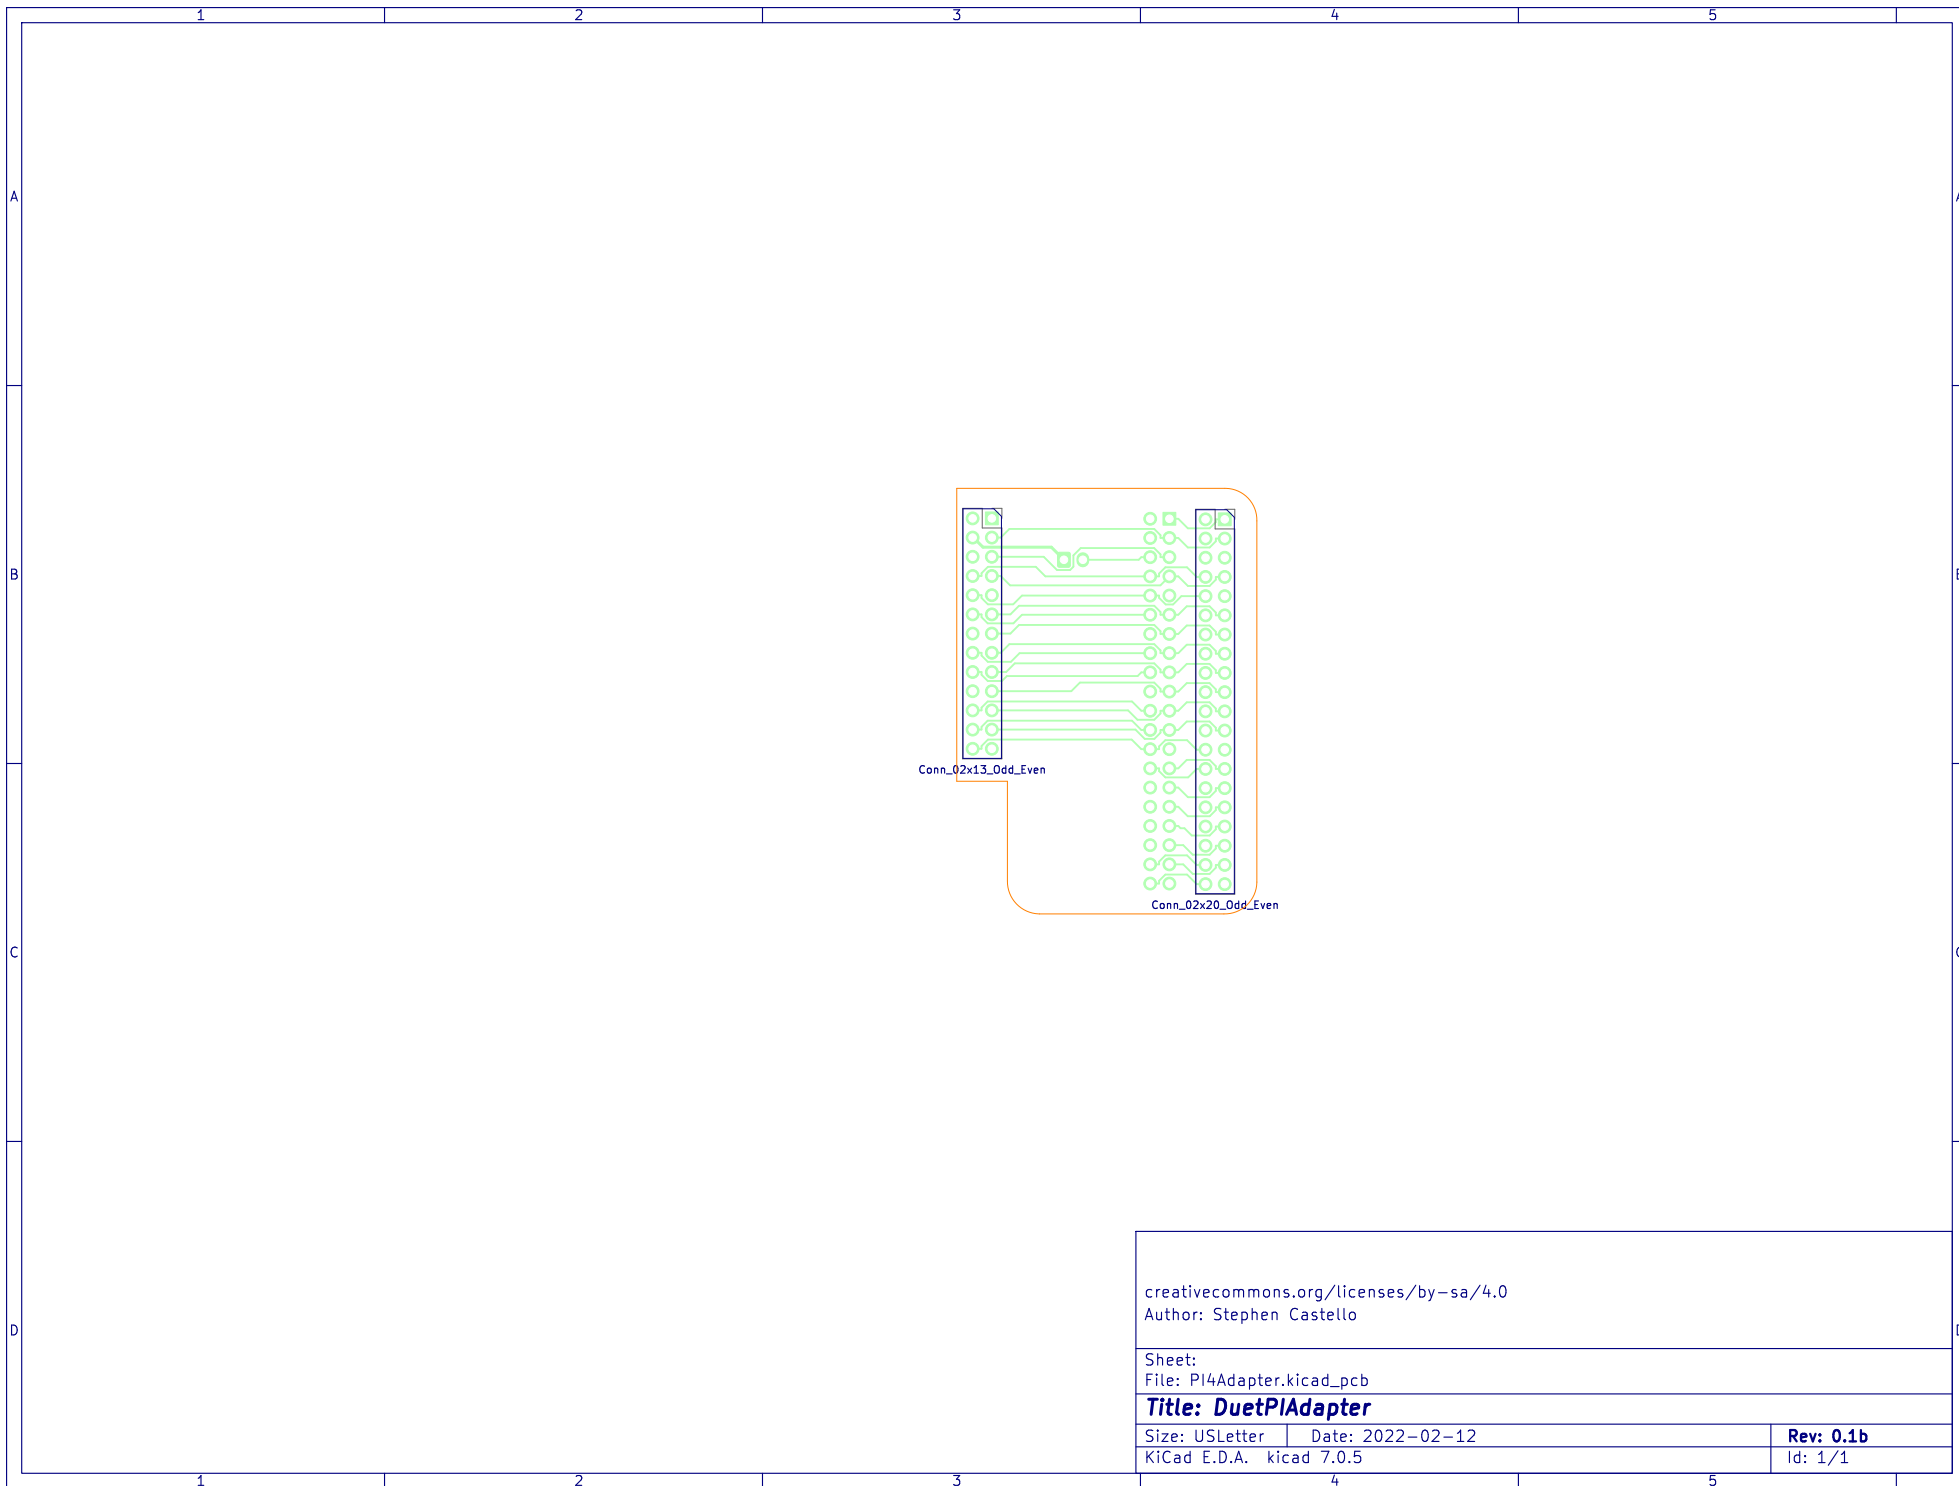 1 2 3 4 5
A A
B B
Conn_02x13_Odd_Even
Conn_02x20_Odd_Even
C C
creativecommons.org/licenses/by-sa/4.0
Author: Stephen Castello
D D
Sheet:
File: PI4Adapter.kicad_pcb
Title: DuetPIAdapter
Size: USLetter Date: 2022-02-12 Rev: 0.1b
KiCad E.D.A. kicad 7.0.5 Id: 1/1
1 2 3 4 5